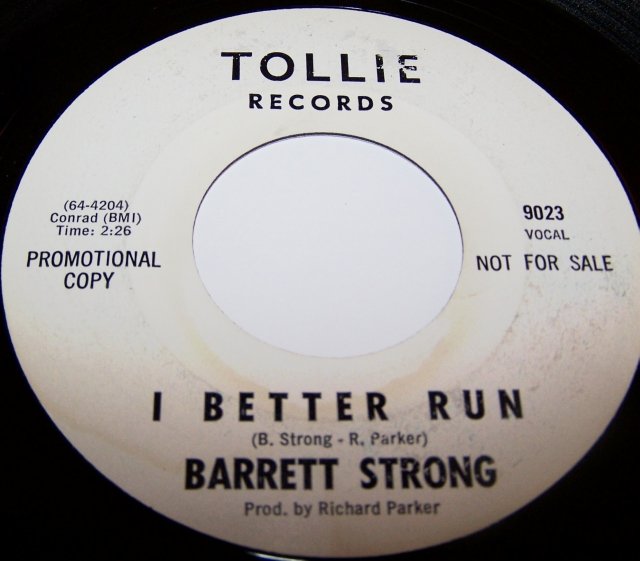 TOLLIE
RECORDS
(64-4204)
Conrad (BMI)
Time: 2:26
PROMOTIONAL
COPY
9023
VOCAL
NOT FOR SALE
I BETTER RUN
(B. Strong - R. Parker)
BARRETT STRONG
Prod. by Richard Parker